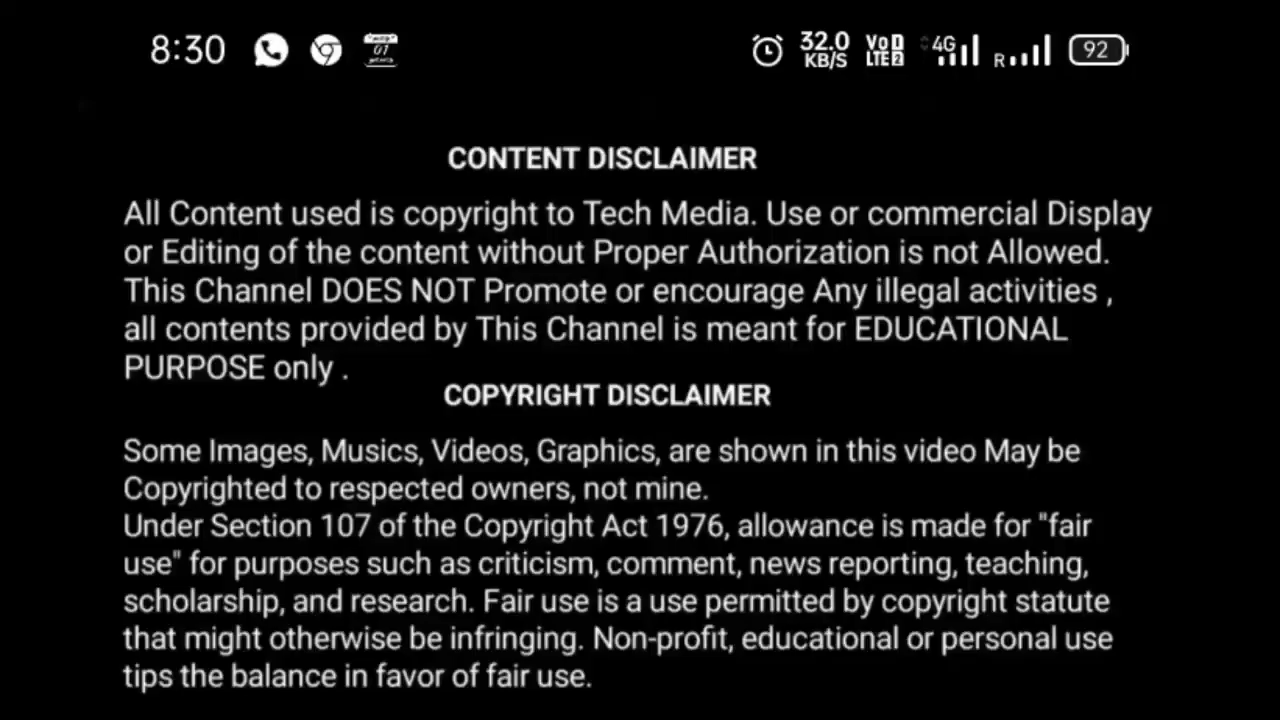 8:30 32.0 KB/S VoD LTE2 4G R 92
CONTENT DISCLAIMER
All Content used is copyright to Tech Media. Use or commercial Display
or Editing of the content without Proper Authorization is not Allowed.
This Channel DOES NOT Promote or encourage Any illegal activities ,
all contents provided by This Channel is meant for EDUCATIONAL
PURPOSE only .
COPYRIGHT DISCLAIMER
Some Images, Musics, Videos, Graphics, are shown in this video May be
Copyrighted to respected owners, not mine.
Under Section 107 of the Copyright Act 1976, allowance is made for "fair
use" for purposes such as criticism, comment, news reporting, teaching,
scholarship, and research. Fair use is a use permitted by copyright statute
that might otherwise be infringing. Non-profit, educational or personal use
tips the balance in favor of fair use.